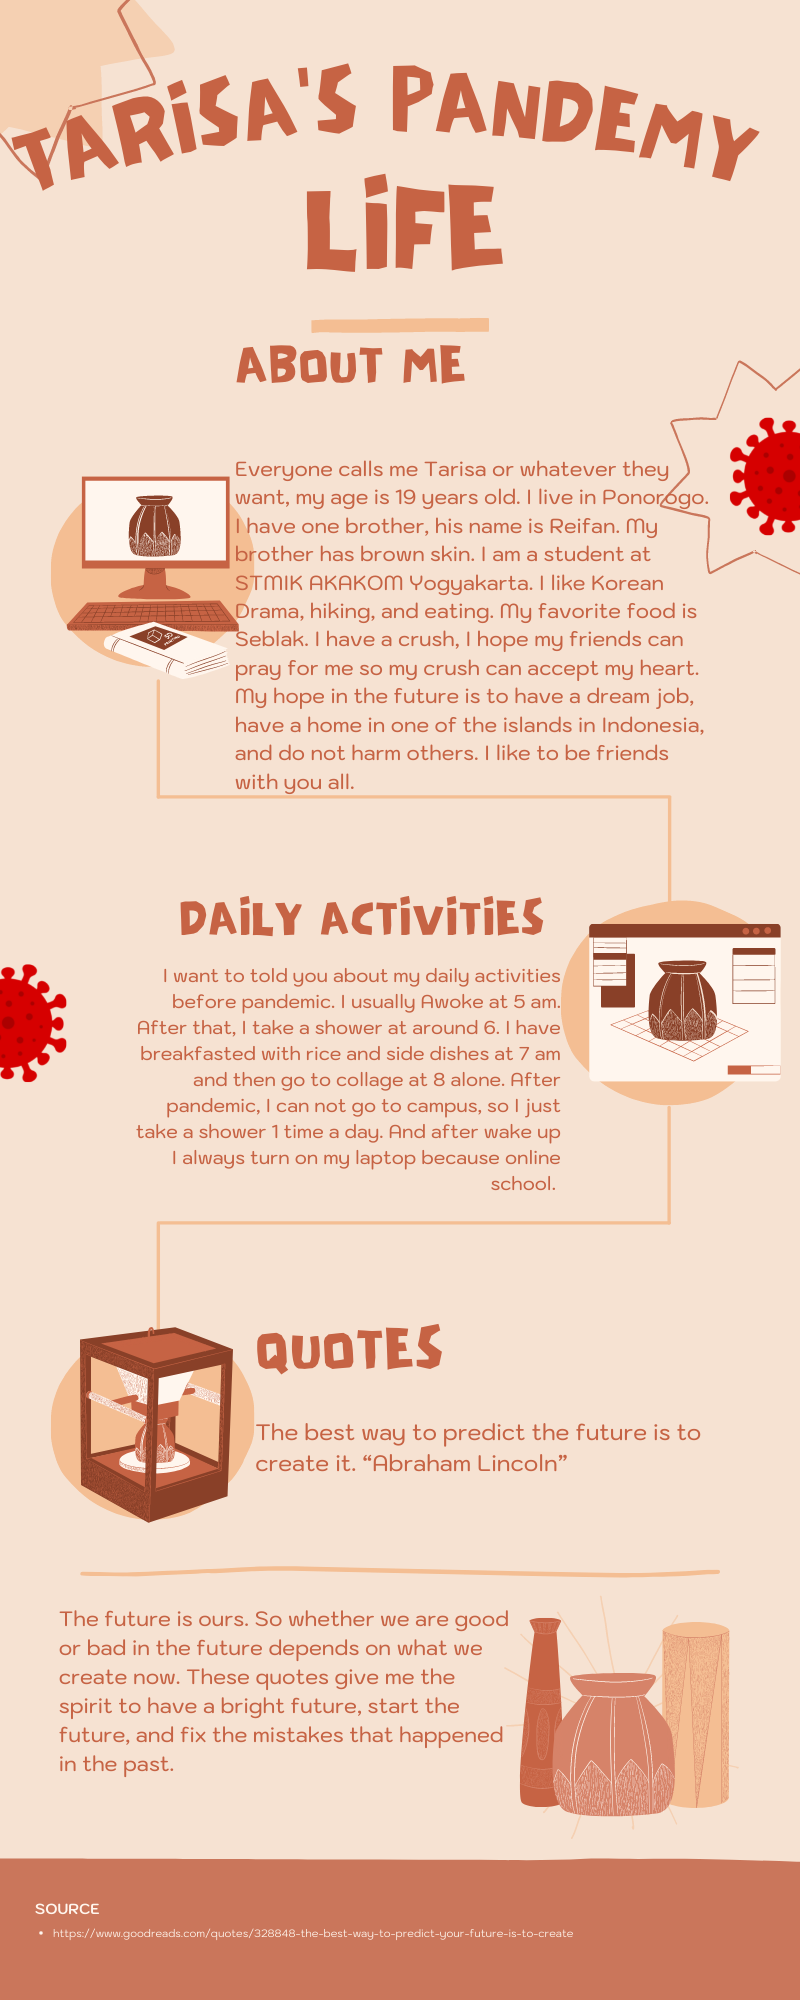 TARiSA'S PANDEMY
LiFE
ABOUT ME
Everyone calls me Tarisa or whatever they
want, my age is 19 years old. I live in Ponorogo.
I have one brother, his name is Reifan. My
brother has brown skin. I am a student at
STMIK AKAKOM Yogyakarta. I like Korean
Drama, hiking, and eating. My favorite food is
Seblak. I have a crush, I hope my friends can
pray for me so my crush can accept my heart.
My hope in the future is to have a dream job,
have a home in one of the islands in Indonesia,
and do not harm others. I like to be friends
with you all.
DAiLY ACTiViTiES
I want to told you about my daily activities
before pandemic. I usually Awoke at 5 am.
After that, I take a shower at around 6. I have
breakfasted with rice and side dishes at 7 am
and then go to collage at 8 alone. After
pandemic, I can not go to campus, so I just
take a shower 1 time a day. And after wake up
I always turn on my laptop because online
school.
QUOTES
The best way to predict the future is to
create it. “Abraham Lincoln”
The future is ours. So whether we are good
or bad in the future depends on what we
create now. These quotes give me the
spirit to have a bright future, start the
future, and fix the mistakes that happened
in the past.
SOURCE
• https://www.goodreads.com/quotes/328848-the-best-way-to-predict-your-future-is-to-create